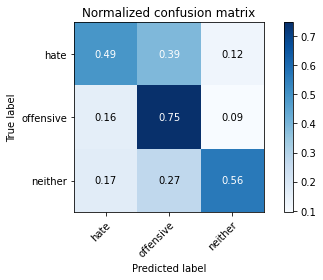 Normalized confusion matrix
True label
hate
0.49 0.39 0.12
offensive
0.16 0.75 0.09
neither
0.17 0.27 0.56
hate
offensive
neither
Predicted label
0.7
0.6
0.5
0.4
0.3
0.2
0.1